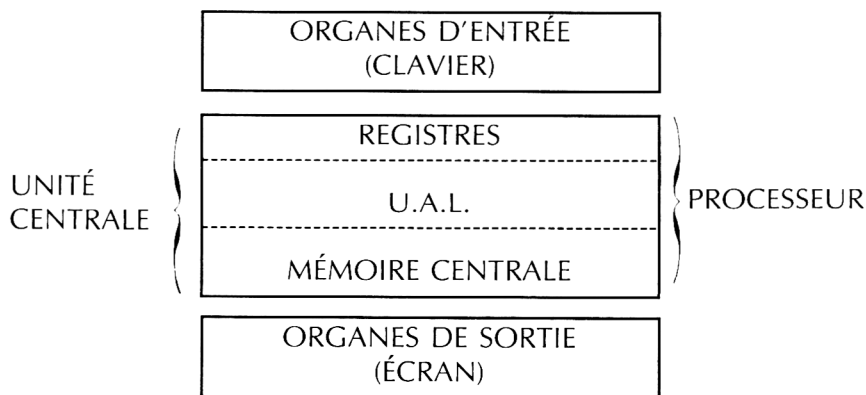 ORGANES D'ENTRÉE
(CLAVIER)
REGISTRES
UNITÉ
CENTRALE
U.A.L.
PROCESSEUR
MÉMOIRE CENTRALE
ORGANES DE SORTIE
(ÉCRAN)